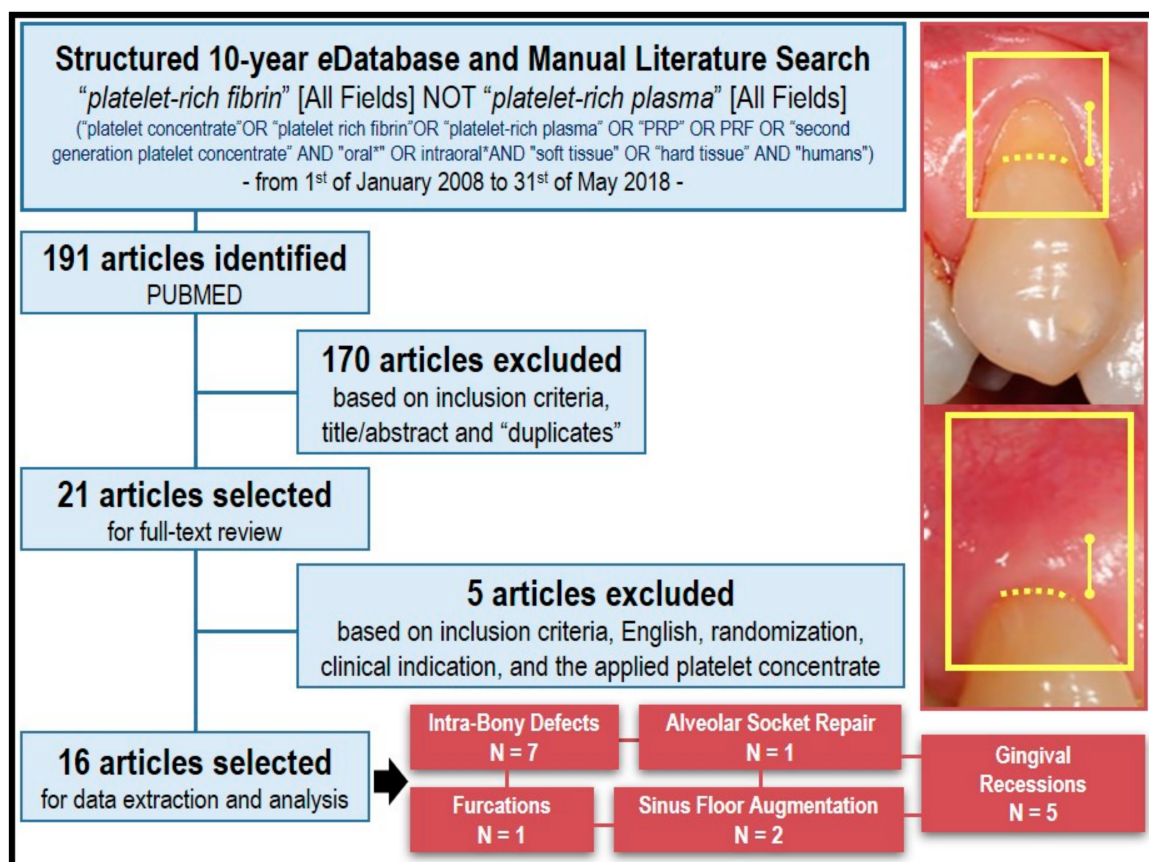 Structured 10-year eDatabase and Manual Literature Search
“platelet-rich fibrin” [All Fields] NOT “platelet-rich plasma” [All Fields]
(“platelet concentrate”OR “platelet rich fibrin”OR “platelet-rich plasma” OR “PRP” OR PRF OR “second
generation platelet concentrate” AND "oral*" OR intraoral*AND "soft tissue" OR “hard tissue” AND "humans")
- from 1st of January 2008 to 31st of May 2018 -
191 articles identified
PUBMED
170 articles excluded
based on inclusion criteria,
title/abstract and “duplicates”
21 articles selected
for full-text review
5 articles excluded
based on inclusion criteria, English, randomization,
clinical indication, and the applied platelet concentrate
16 articles selected
for data extraction and analysis
Intra-Bony Defects
N = 7
Alveolar Socket Repair
N = 1
Furcations
N = 1
Sinus Floor Augmentation
N = 2
Gingival
Recessions
N = 5